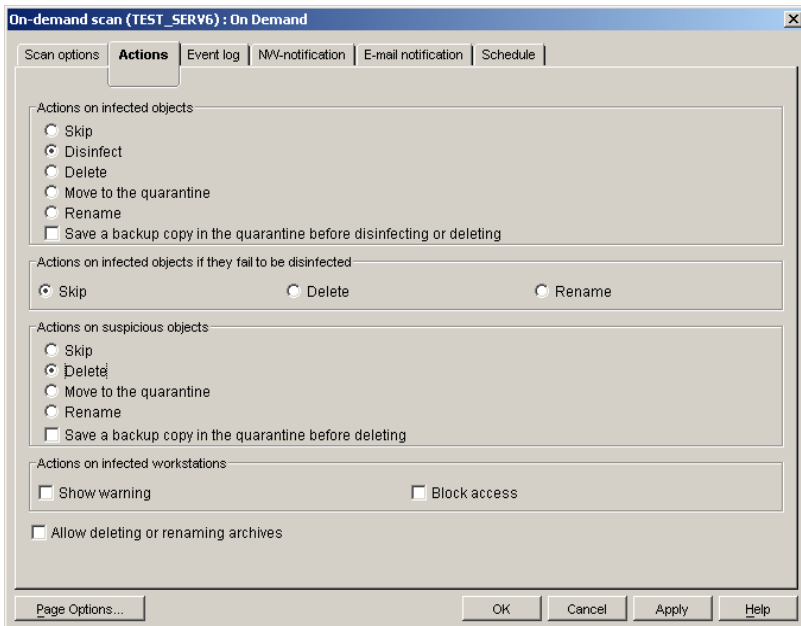 On-demand scan (TEST_SERV6) : On Demand
Scan options Actions Event log NW-notification E-mail notification Schedule
Actions on infected objects
Skip
Disinfect
Delete
Move to the quarantine
Rename
Save a backup copy in the quarantine before disinfecting or deleting
Actions on infected objects if they fail to be disinfected
Skip Delete Rename
Actions on suspicious objects
Skip
Delete
Move to the quarantine
Rename
Save a backup copy in the quarantine before deleting
Actions on infected workstations
Show warning Block access
Allow deleting or renaming archives
Page Options... OK Cancel Apply Help